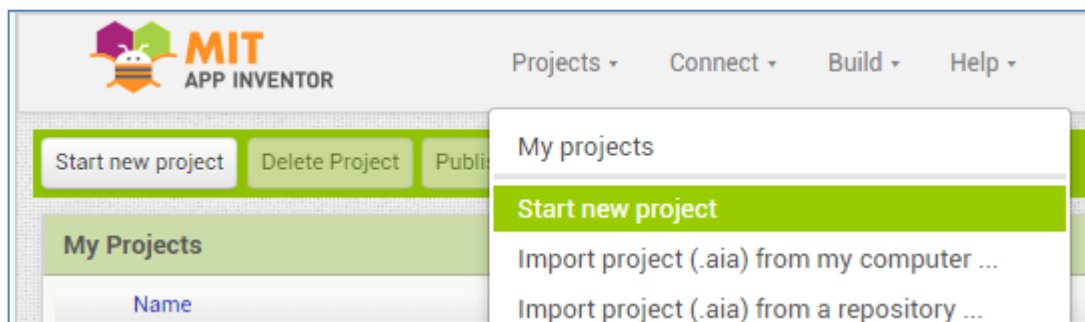 MIT
APP INVENTOR
Projects
Connect
Build
Help
Start new project
Delete Project
My projects
Start new project
Import project (.aia) from my computer ...
Import project (.aia) from a repository ...
My Projects
Name